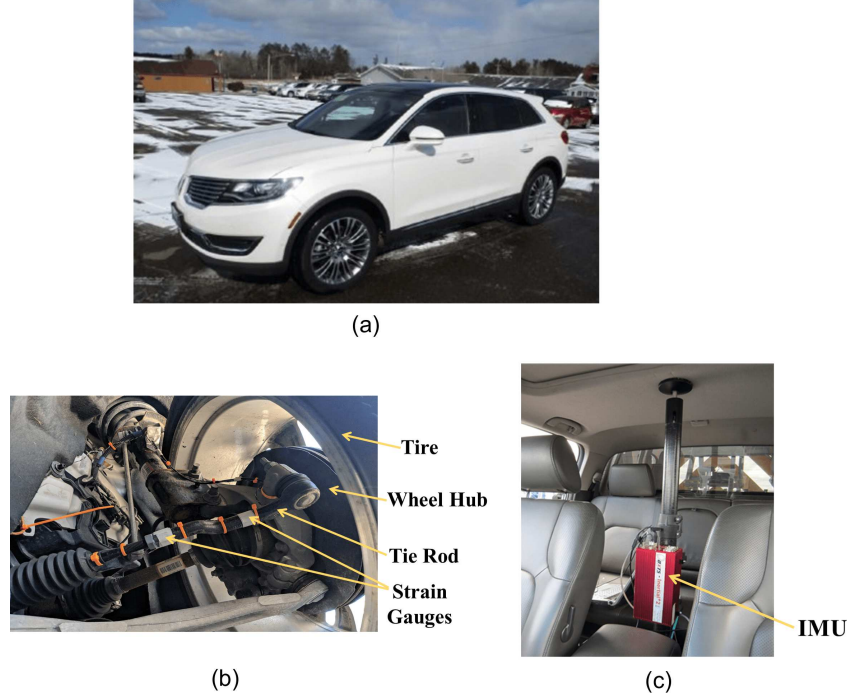 (a)
Tire
Wheel Hub
Tie Rod
Strain
Gauges
IMU
(b)
(c)